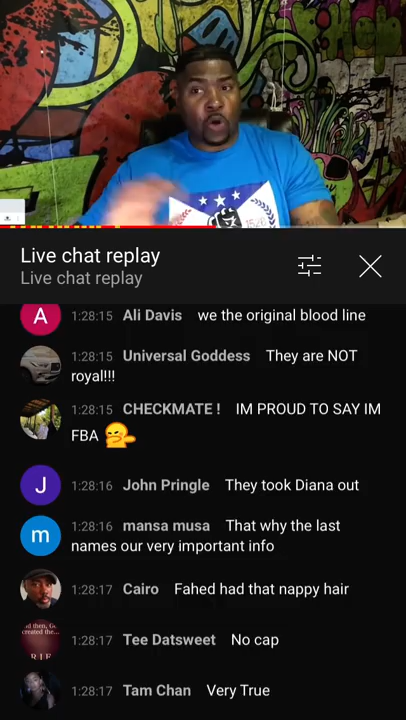 Live chat replay
Live chat replay
1:28:15 Ali Davis we the original blood line
1:28:15 Universal Goddess They are NOT
royal!!!
1:28:15 CHECKMATE ! IM PROUD TO SAY IM
FBA
1:28:16 John Pringle They took Diana out
1:28:16 mansa musa That why the last
names our very important info
1:28:17 Cairo Fahed had that nappy hair
1:28:17 Tee Datsweet No cap
1:28:17 Tam Chan Very True